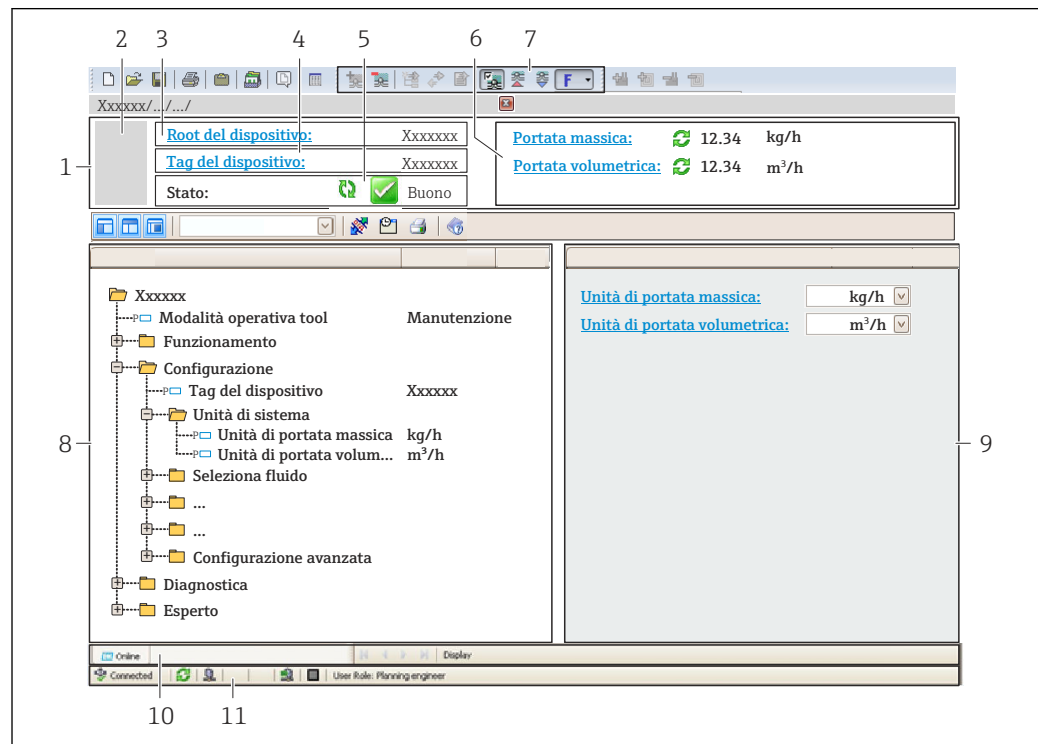 2 3 4 5 6 7
F
Xxxxxx/.../.../
1
Root del dispositivo: Xxxxxxx
Tag del dispositivo: Xxxxxxx
Stato: Buono
Portata massica: 12.34 kg/h
Portata volumetrica: 12.34 m³/h
8
Xxxxxx
P Modalità operativa tool Manutenzione
Funzionamento
Configurazione
P Tag del dispositivo Xxxxxx
Unità di sistema
P Unità di portata massica kg/h
P Unità di portata volum... m³/h
Seleziona fluido
...
...
Configurazione avanzata
Diagnostica
Esperto
Unità di portata massica: kg/h
Unità di portata volumetrica: m³/h
9
Online Display
Connected User Role: Planning engineer
10 11